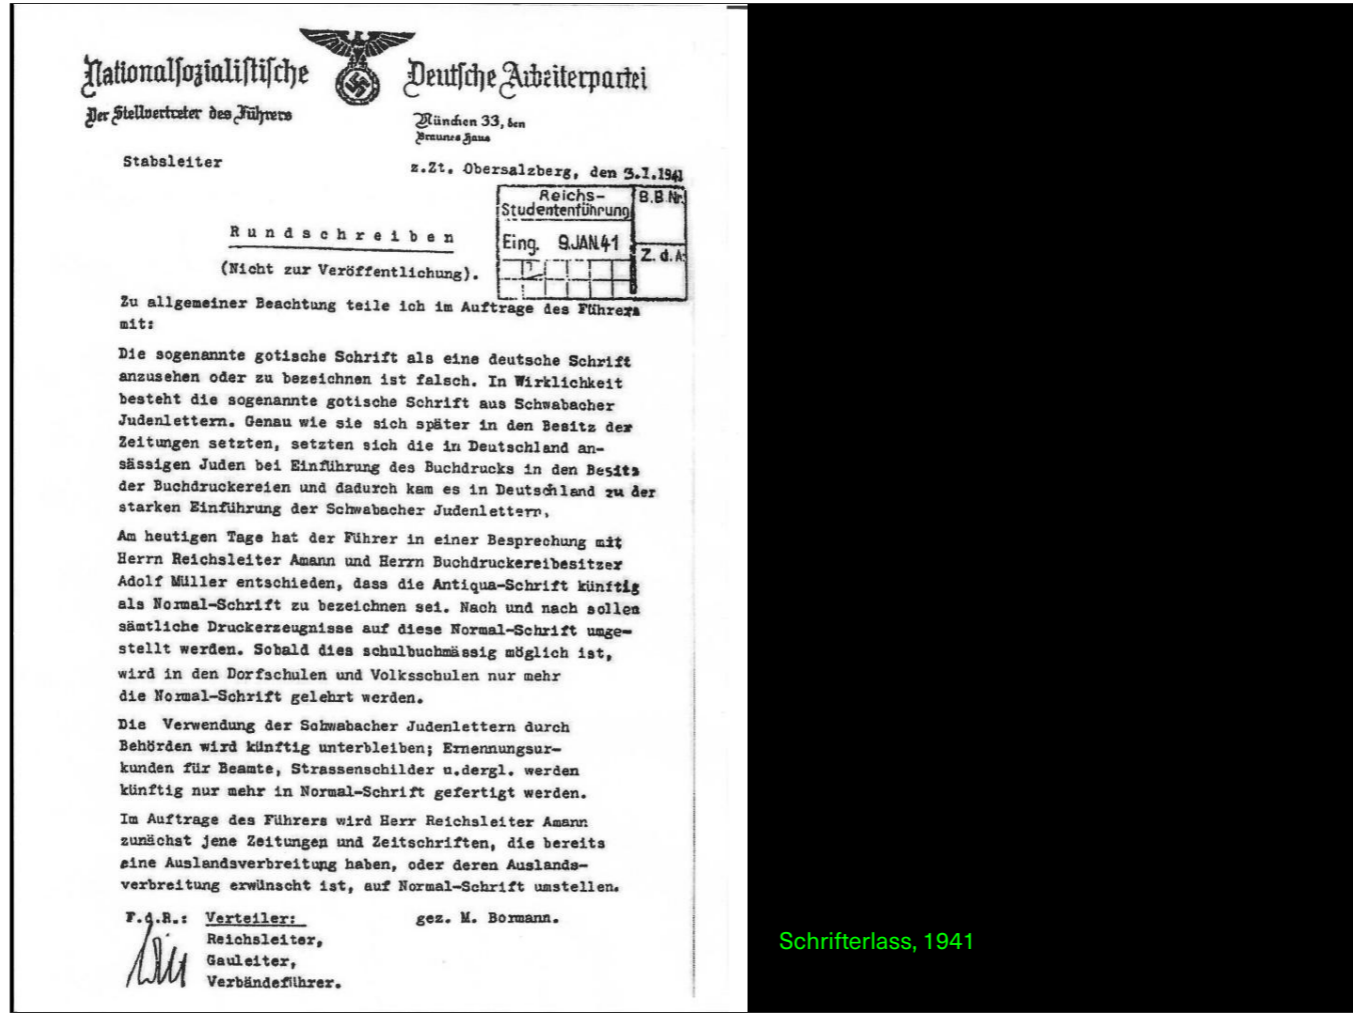 Nationalsozialistische Deutsche Arbeiterpartei
Der Stellvertreter des Führers
München 33, den
Braunes Haus
Stabsleiter
z.Zt. Obersalzberg, den 3.1.1941
Reichs-
Studentenführung
B.B.Nr.
Eing. 9.JAN.41
Z.d.A.
Rundschreiben
(Nicht zur Veröffentlichung).
Zu allgemeiner Beachtung teile ich im Auftrage des Führers
mit:
Die sogenannte gotische Schrift als eine deutsche Schrift
anzusehen oder zu bezeichnen ist falsch. In Wirklichkeit
besteht die sogenannte gotische Schrift aus Schwabacher
Judenlettern. Genau wie sie sich später in den Besitz der
Zeitungen setzten, setzten sich die in Deutschland an-
sässigen Juden bei Einführung des Buchdrucks in den Besitz
der Buchdruckereien und dadurch kam es in Deutschland zu der
starken Einführung der Schwabacher Judenlettern.
Am heutigen Tage hat der Führer in einer Besprechung mit
Herrn Reichsleiter Amann und Herrn Buchdruckereibesitzer
Adolf Müller entschieden, dass die Antiqua-Schrift künftig
als Normal-Schrift zu bezeichnen sei. Nach und nach sollen
sämtliche Druckerzeugnisse auf diese Normal-Schrift umge-
stellt werden. Sobald dies schulbuchmässig möglich ist,
wird in den Dorfschulen und Volksschulen nur mehr
die Normal-Schrift gelehrt werden.
Die Verwendung der Schwabacher Judenlettern durch
Behörden wird künftig unterbleiben; Ernennungsur-
kunden für Beamte, Strassenschilder u.dergl. werden
künftig nur mehr in Normal-Schrift gefertigt werden.
Im Auftrage des Führers wird Herr Reichsleiter Amann
zunächst jene Zeitungen und Zeitschriften, die bereits
eine Auslandsverbreitung haben, oder deren Auslands-
verbreitung erwünscht ist, auf Normal-Schrift umstellen.
F.d.R.: Verteiler: gez. M. Bormann.
Reichsleiter,
Gauleiter,
Verbändeführer.
Schrifterlass, 1941